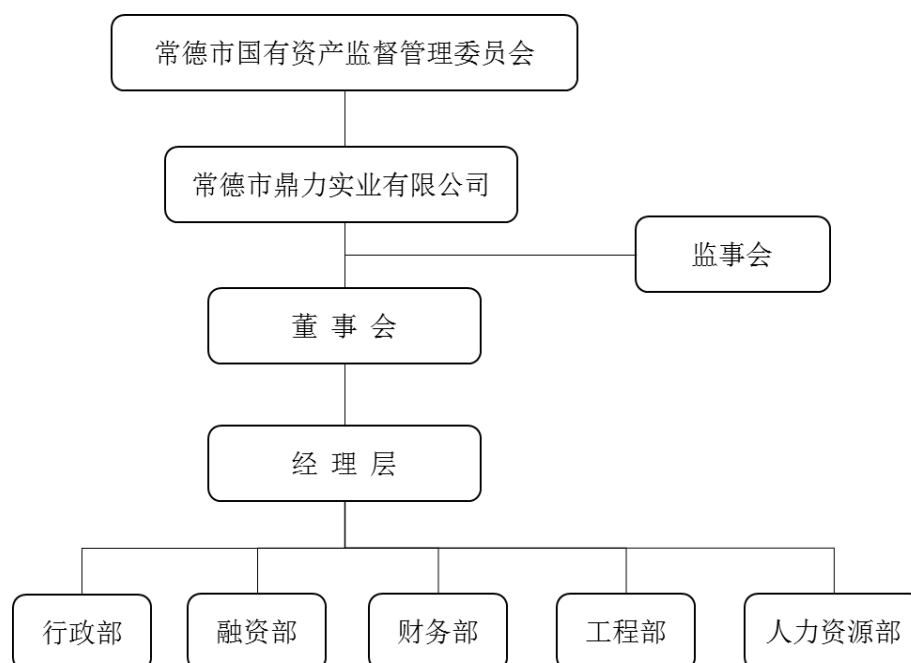 常德市国有资产监督管理委员会
常德市鼎力实业有限公司
监事会
董 事 会
经 理 层
行政部
融资部
财务部
工程部
人力资源部